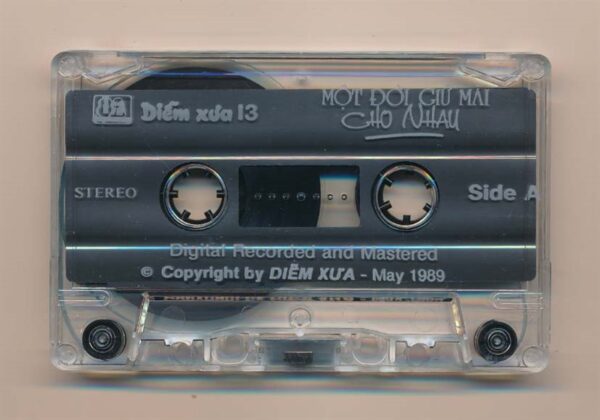 Diễm xưa 13
MỘT ĐỜI GIỮ MÃI
CHO NHAU
STEREO
Side A
Digital Recorded and Mastered
© Copyright by DIỄM XƯA - May 1989